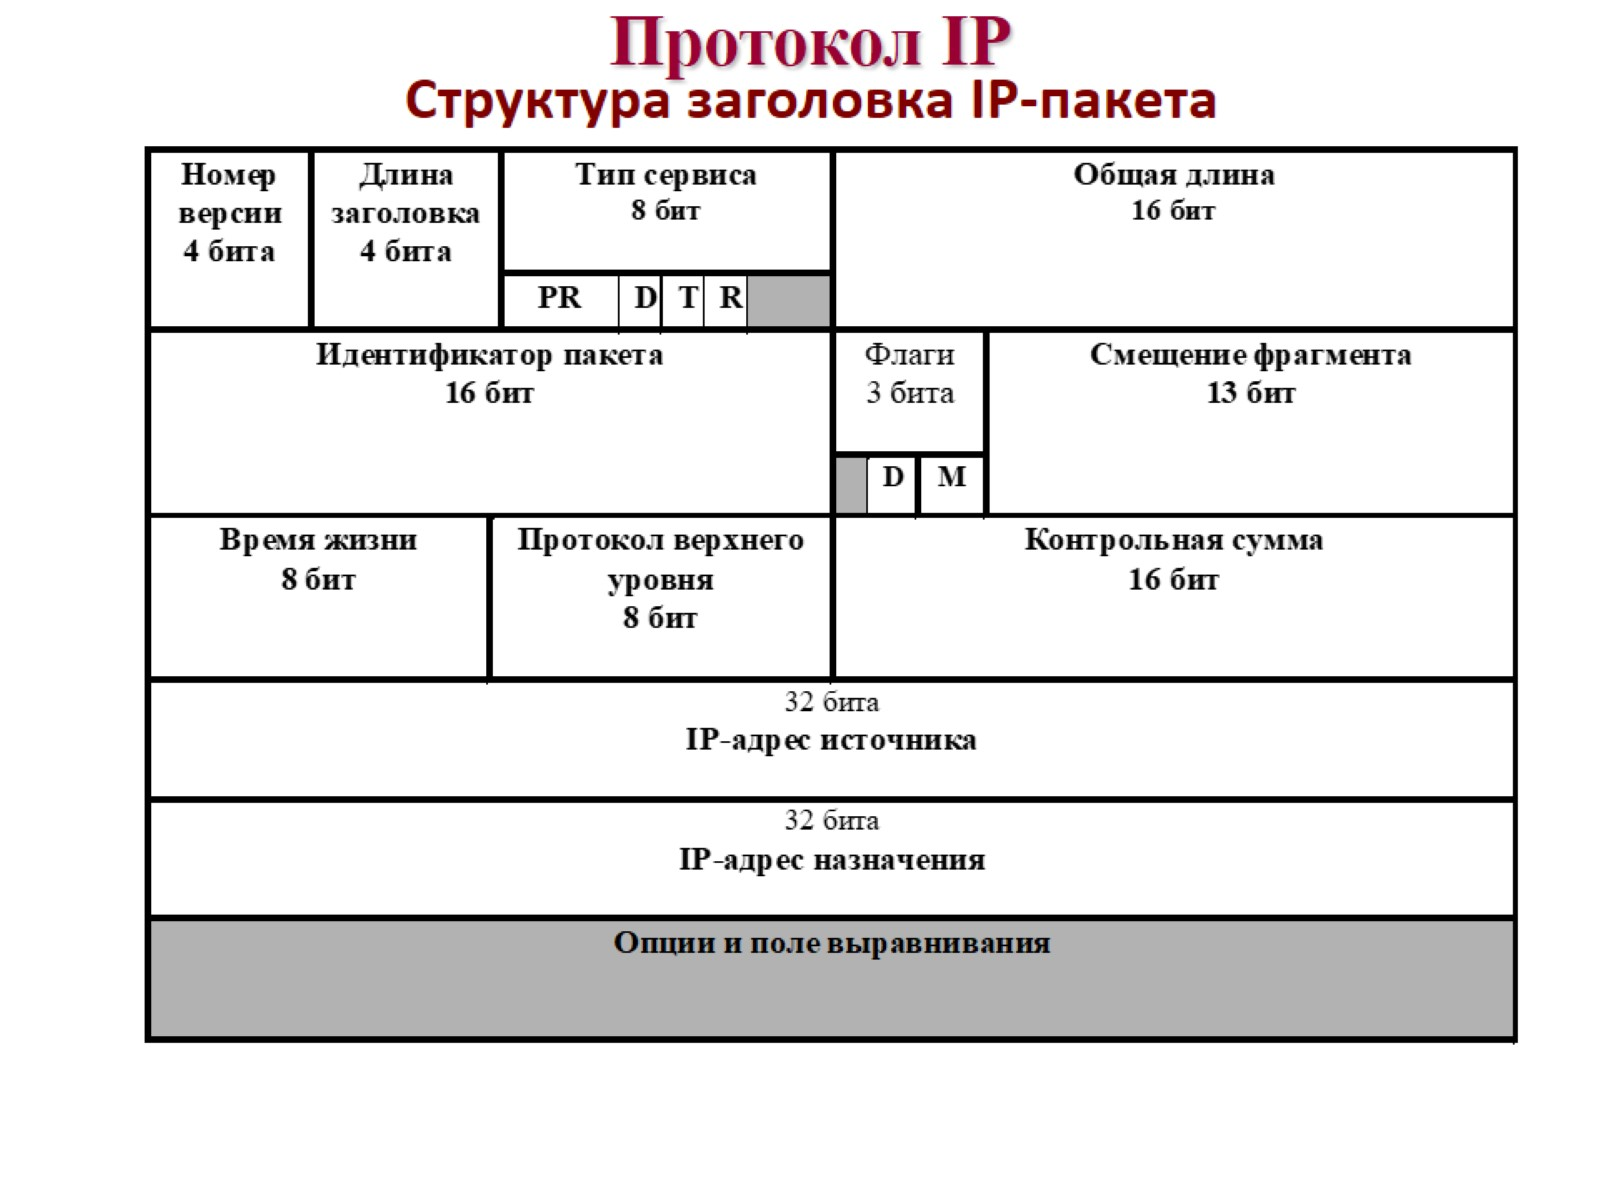 Протокол IP
Структура заголовка IP-пакета
Номер
версии
4 бита
Длина
заголовка
4 бита
Тип сервиса
8 бит
PR D T R
Общая длина
16 бит
Идентификатор пакета
16 бит
Флаги
3 бита
D M
Смещение фрагмента
13 бит
Время жизни
8 бит
Протокол верхнего
уровня
8 бит
Контрольная сумма
16 бит
32 бита
IP-адрес источника
32 бита
IP-адрес назначения
Опции и поле выравнивания